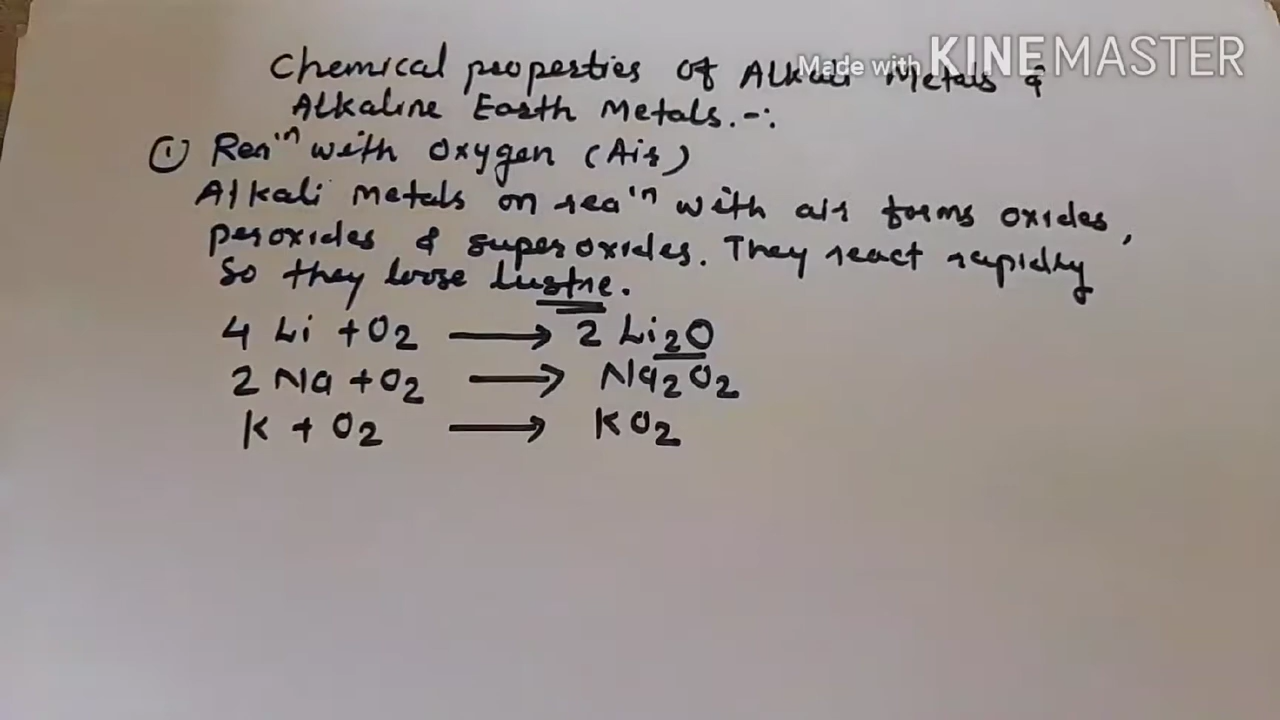 Made with KINEMASTER
Chemical properties of Alkali Metals &
Alkaline Earth Metals.-:
① Rea'n with Oxygen (Air)
Alkali Metals on rea'n with air forms oxides,
peroxides & superoxides. They react rapidly
So they loose lustre.
4 Li + O2 ⟶ 2 Li2O
2 Na + O2 ⟶ Na2O2
K + O2 ⟶ KO2